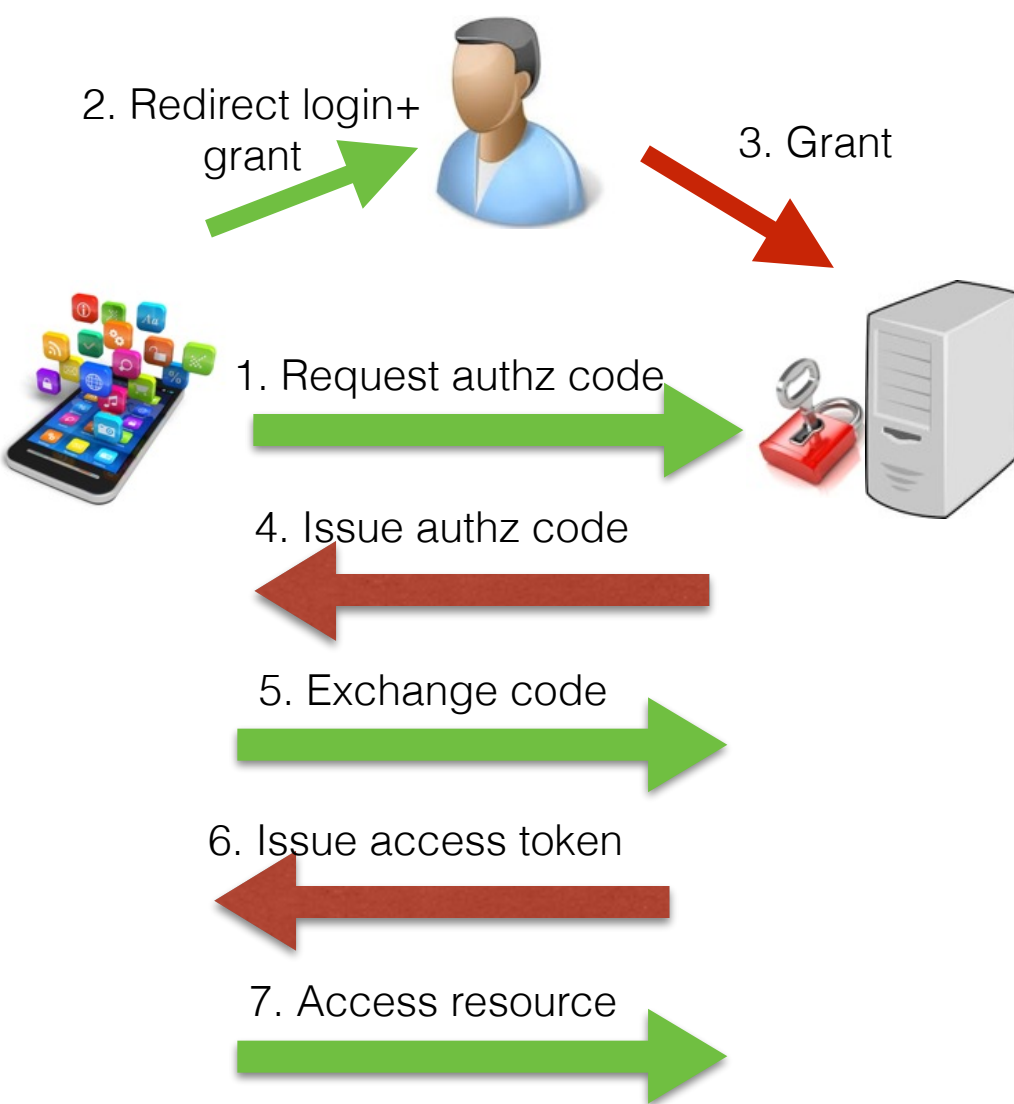 2. Redirect login+
grant
3. Grant
1. Request authz code
4. Issue authz code
5. Exchange code
6. Issue access token
7. Access resource